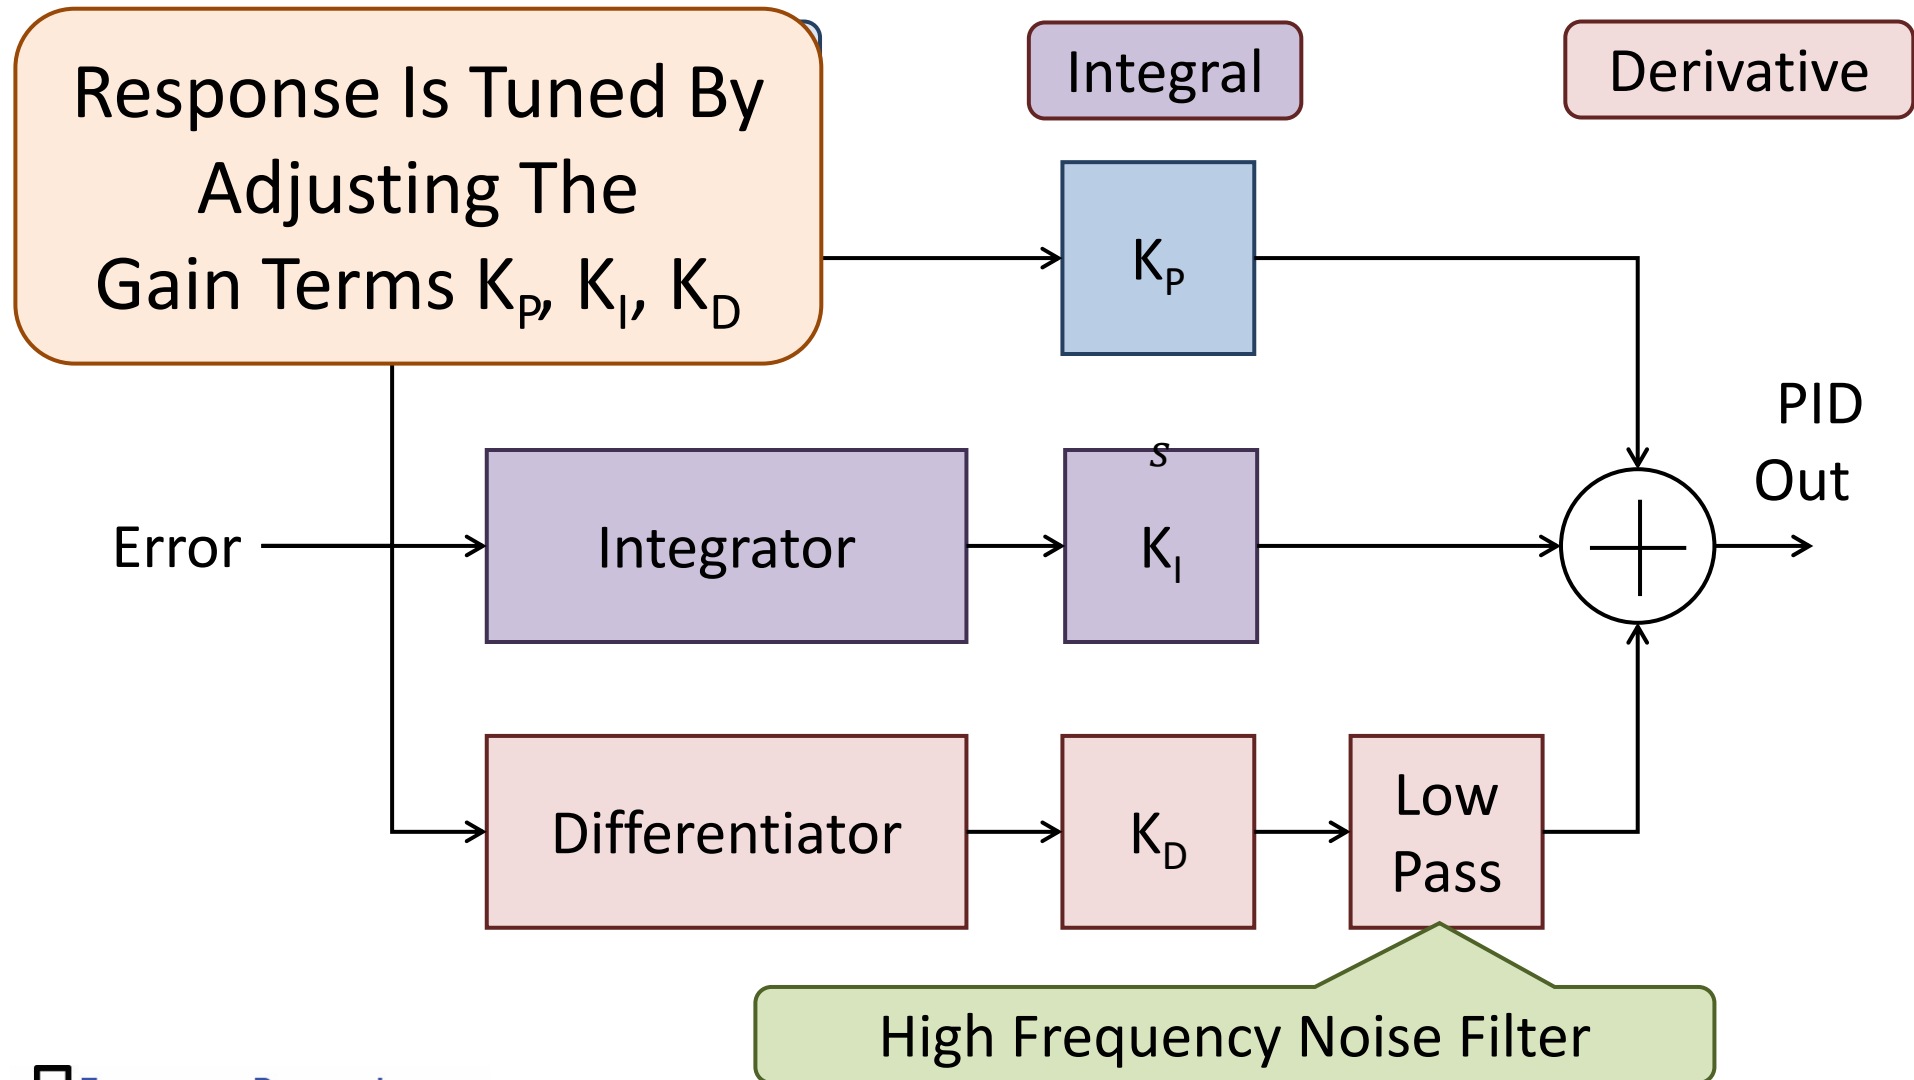 Response Is Tuned By
Adjusting The
Gain Terms KP, KI, KD
Integral
Derivative
KP
PID
Out
s
Error
Integrator
KI
Differentiator
KD
Low
Pass
High Frequency Noise Filter